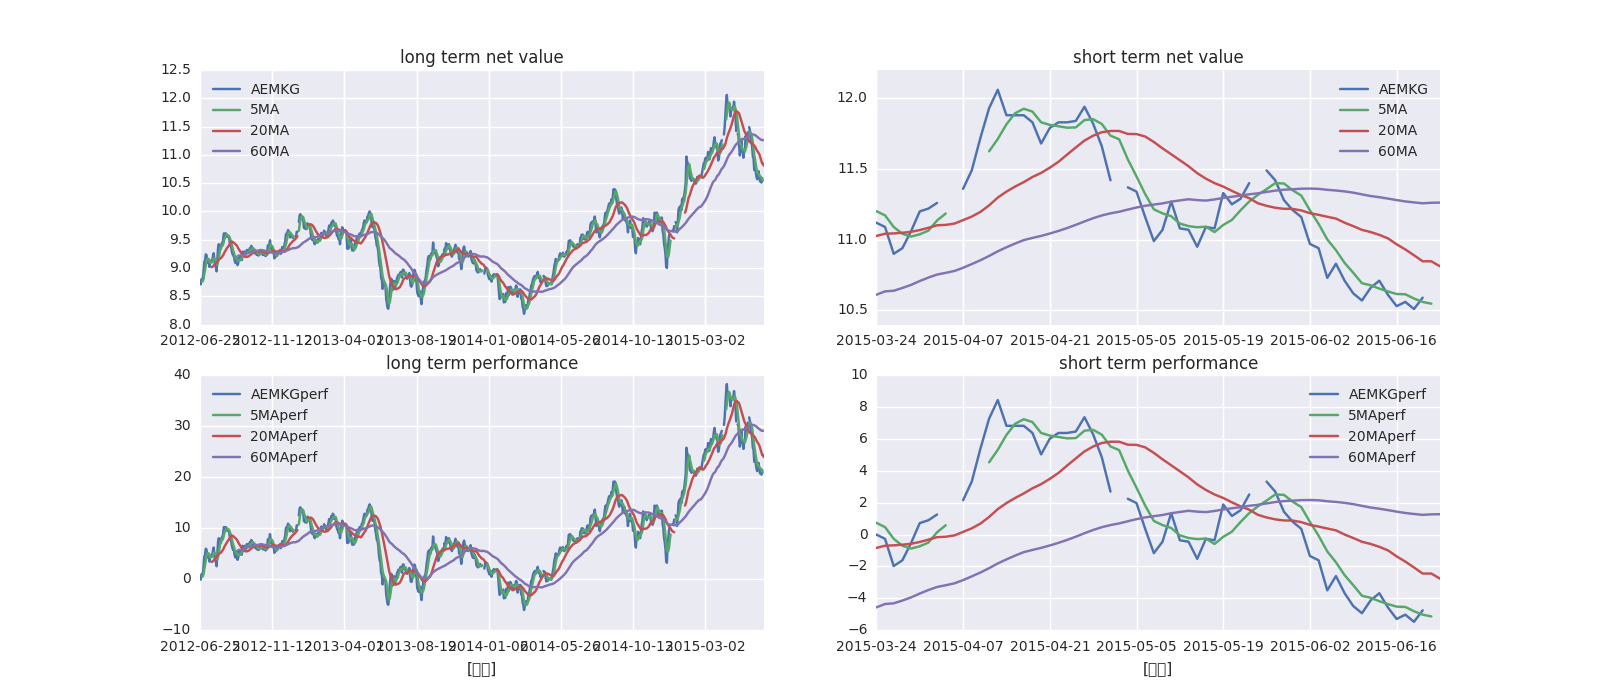 long term net value
12.5
12.0
11.5
11.0
10.5
10.0
9.5
9.0
8.5
8.0
AEMKG
5MA
20MA
60MA
2012-06-25 2012-11-12 2013-04-01 2013-08-19 2014-01-06 2014-05-26 2014-10-13 2015-03-02
short term net value
12.0
11.5
11.0
10.5
AEMKG
5MA
20MA
60MA
2015-03-24 2015-04-07 2015-04-21 2015-05-05 2015-05-19 2015-06-02 2015-06-16
long term performance
40
30
20
10
0
−10
AEMKGperf
5MAperf
20MAperf
60MAperf
2012-06-25 2012-11-12 2013-04-01 2013-08-19 2014-01-06 2014-05-26 2014-10-13 2015-03-02
short term performance
10
8
6
4
2
0
−2
−4
−6
AEMKGperf
5MAperf
20MAperf
60MAperf
2015-03-24 2015-04-07 2015-04-21 2015-05-05 2015-05-19 2015-06-02 2015-06-16